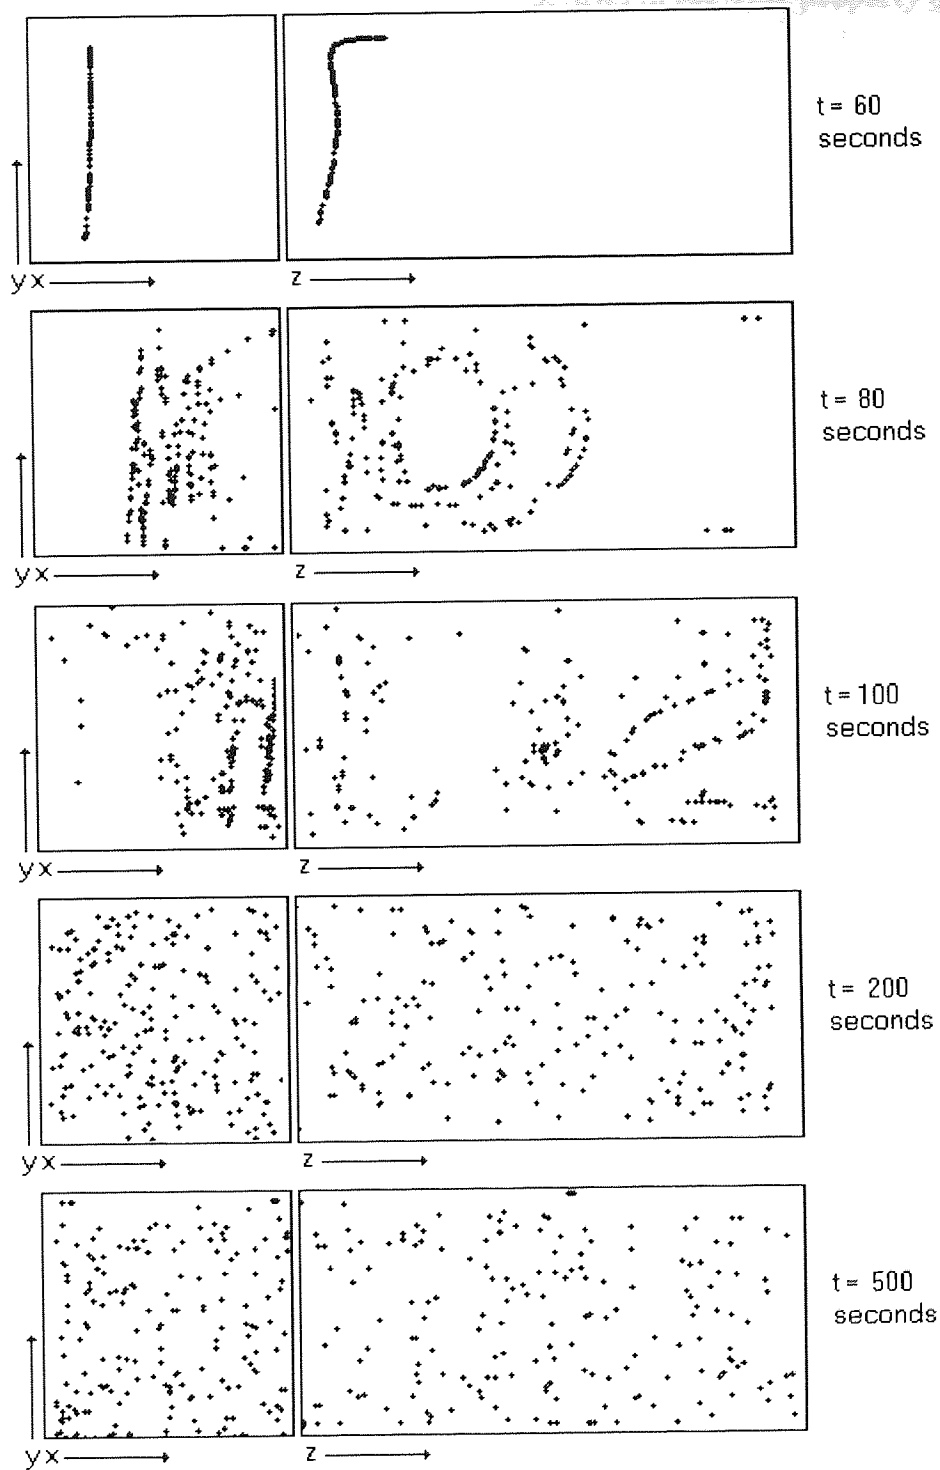 t = 60
seconds
y x
z
t = 80
seconds
y x
z
t = 100
seconds
y x
z
t = 200
seconds
y x
z
t = 500
seconds
y x
z